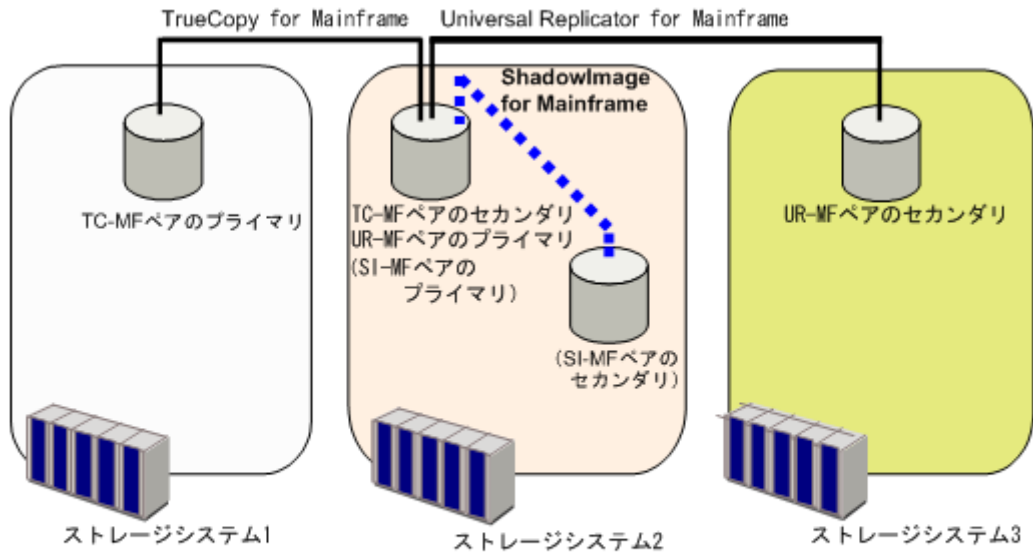 TrueCopy for Mainframe
Universal Replicator for Mainframe
ShadowImage
for Mainframe
TC-MFペアのプライマリ
TC-MFペアのセカンダリ
UR-MFペアのプライマリ
(SI-MFペアの
プライマリ)
(SI-MFペアの
セカンダリ)
UR-MFペアのセカンダリ
ストレージシステム1
ストレージシステム2
ストレージシステム3